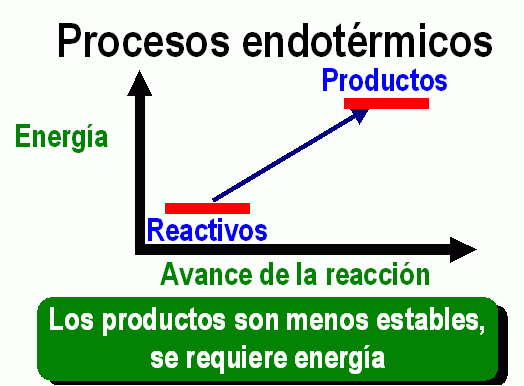 Procesos endotérmicos
Productos
Energía
Reactivos
Avance de la reacción
Los productos son menos estables,
se requiere energía